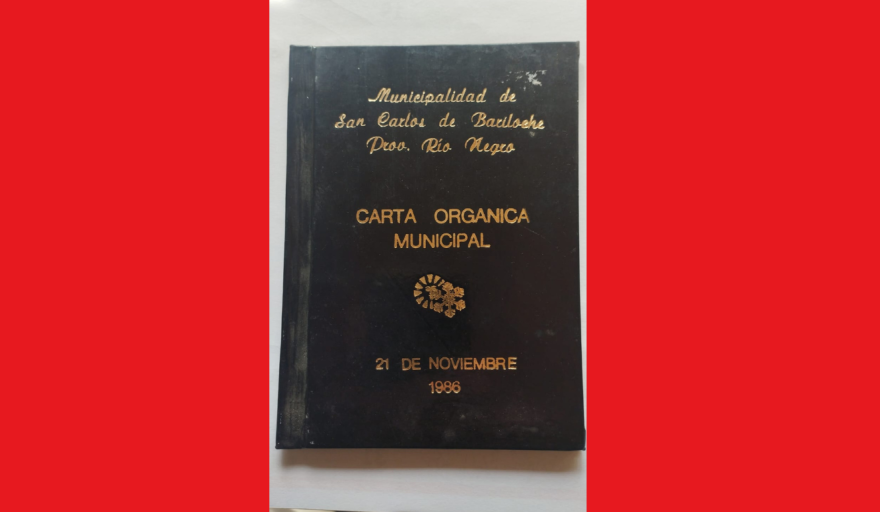 Municipalidad de
San Carlos de Bariloche
Prov. Río Negro
CARTA ORGANICA
MUNICIPAL
21 DE NOVIEMBRE
1986